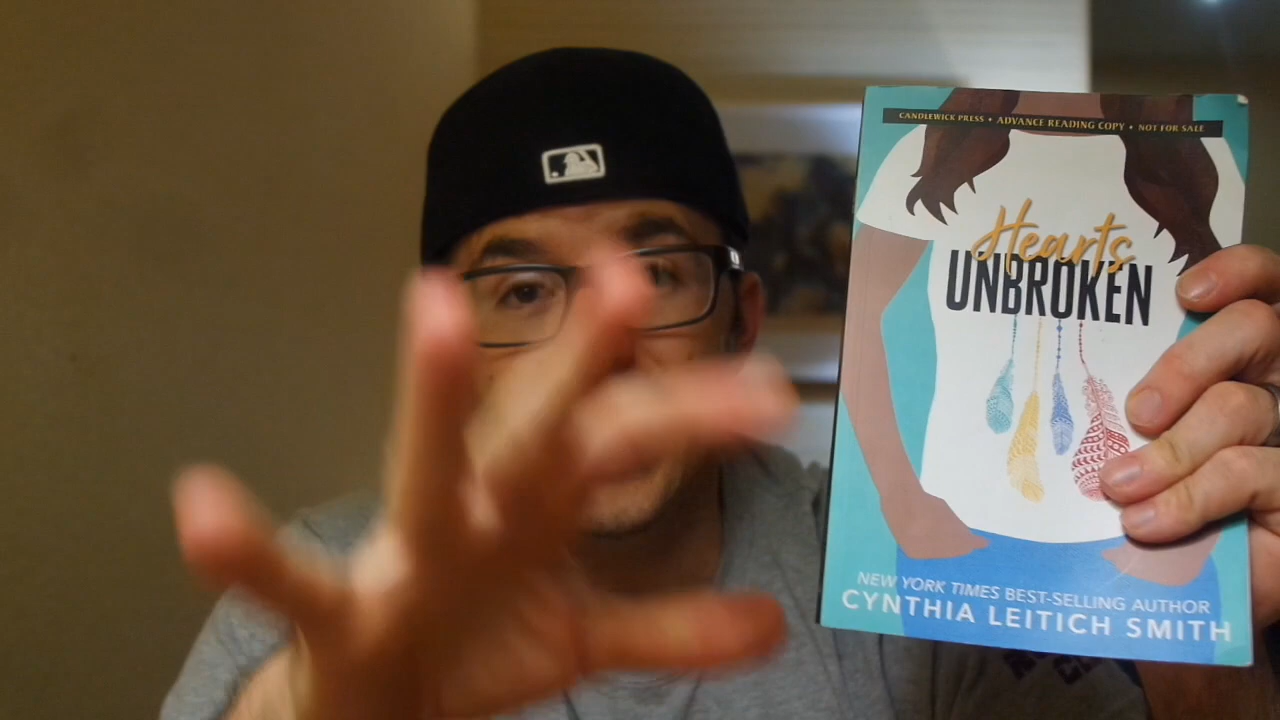 CANDLEWICK PRESS • ADVANCE READING COPY • NOT FOR SALE
Hearts
UNBROKEN
NEW YORK TIMES BEST-SELLING AUTHOR
CYNTHIA LEITICH SMITH